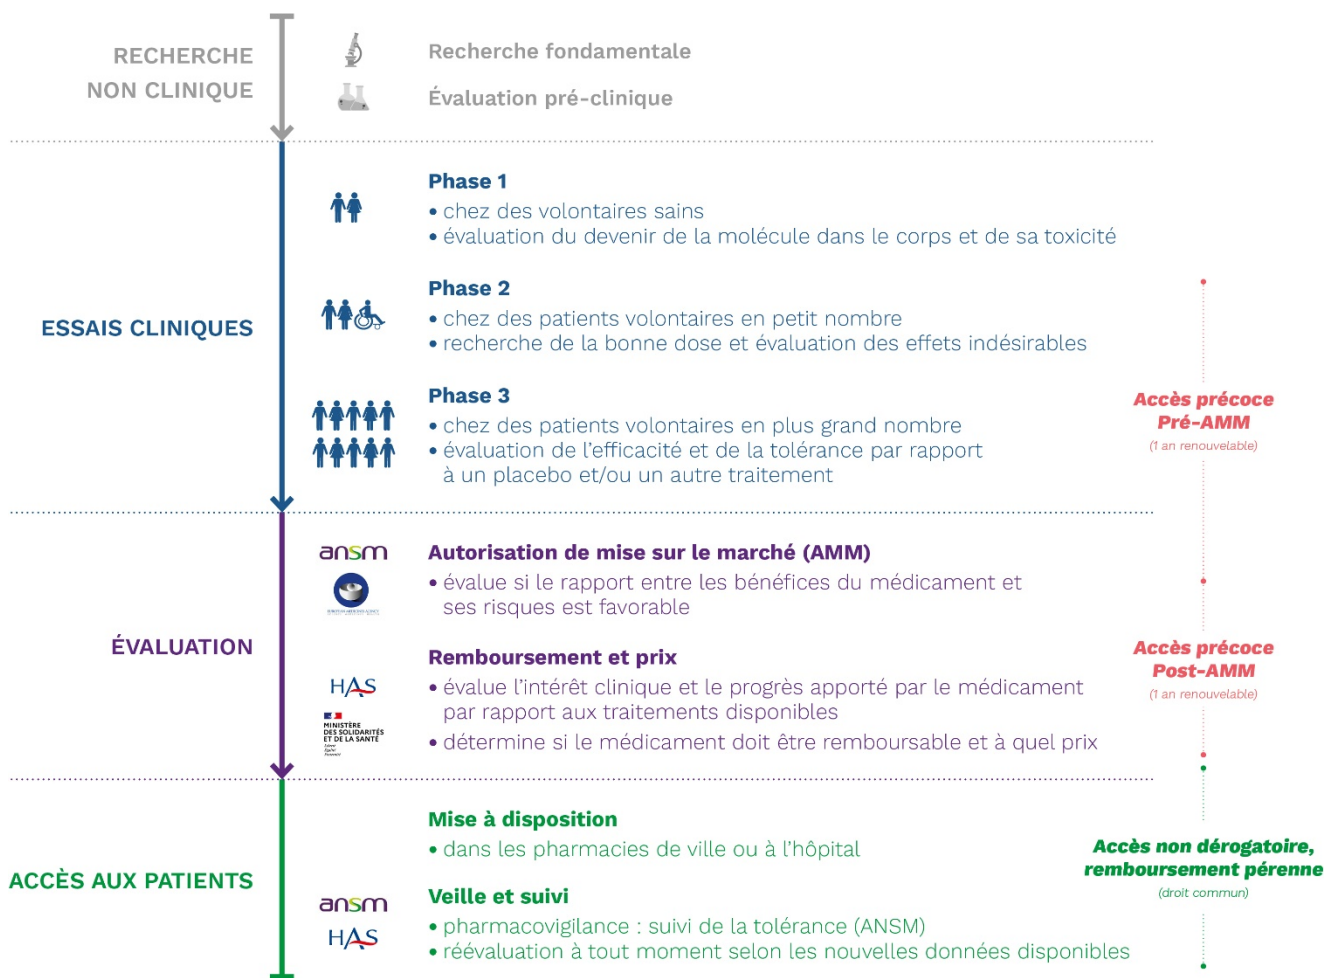 RECHERCHE
NON CLINIQUE
Recherche fondamentale
Évaluation pré-clinique
ESSAIS CLINIQUES
Phase 1
• chez des volontaires sains
• évaluation du devenir de la molécule dans le corps et de sa toxicité
Phase 2
• chez des patients volontaires en petit nombre
• recherche de la bonne dose et évaluation des effets indésirables
Phase 3
• chez des patients volontaires en plus grand nombre
• évaluation de l'efficacité et de la tolérance par rapport
à un placebo et/ou un autre traitement
Accès précoce
Pré-AMM
(1 an renouvelable)
ÉVALUATION
ansm
EUROPEAN MEDICINES AGENCY
Autorisation de mise sur le marché (AMM)
• évalue si le rapport entre les bénéfices du médicament et
ses risques est favorable
HAS
MINISTÈRE
DES SOLIDARITÉS
ET DE LA SANTÉ
Liberté
Égalité
Fraternité
Remboursement et prix
• évalue l'intérêt clinique et le progrès apporté par le médicament
par rapport aux traitements disponibles
• détermine si le médicament doit être remboursable et à quel prix
Accès précoce
Post-AMM
(1 an renouvelable)
ACCÈS AUX PATIENTS
Mise à disposition
• dans les pharmacies de ville ou à l'hôpital
ansm
HAS
Veille et suivi
• pharmacovigilance : suivi de la tolérance (ANSM)
• réévaluation à tout moment selon les nouvelles données disponibles
Accès non dérogatoire,
remboursement pérenne
(droit commun)